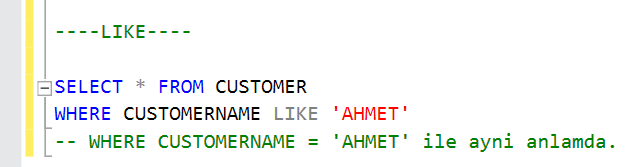 ----LIKE----
SELECT * FROM CUSTOMER
WHERE CUSTOMERNAME LIKE 'AHMET'
-- WHERE CUSTOMERNAME = 'AHMET' ile ayni anlamda.